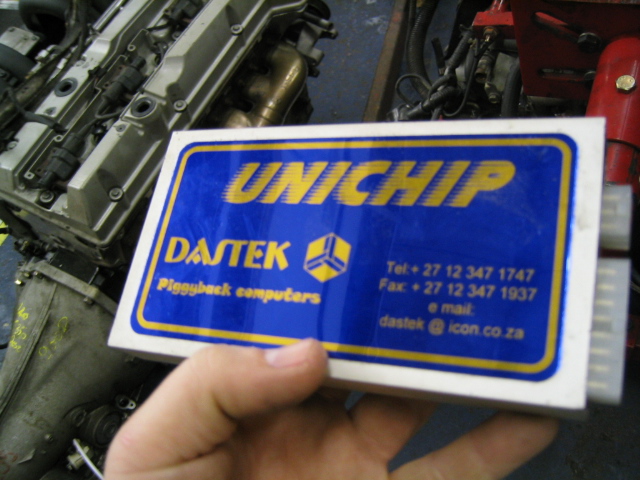 UNICHIP
DASTEK
Piggyback computers
Tel:+ 27 12 347 1747
Fax: + 27 12 347 1937
e mail:
dastek @ icon.co.za